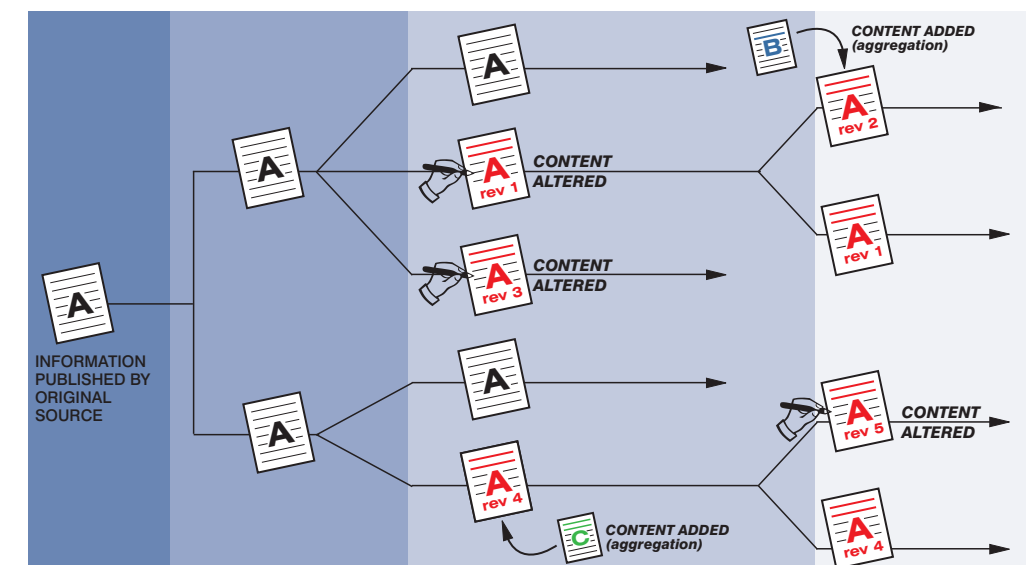 A
B
CONTENT ADDED
(aggregation)
A
rev 2
A
A
rev 1
CONTENT
ALTERED
A
rev 1
A
rev 3
CONTENT
ALTERED
A
INFORMATION
PUBLISHED BY
ORIGINAL
SOURCE
A
A
A
rev 5
CONTENT
ALTERED
A
rev 4
C
CONTENT ADDED
(aggregation)
A
rev 4